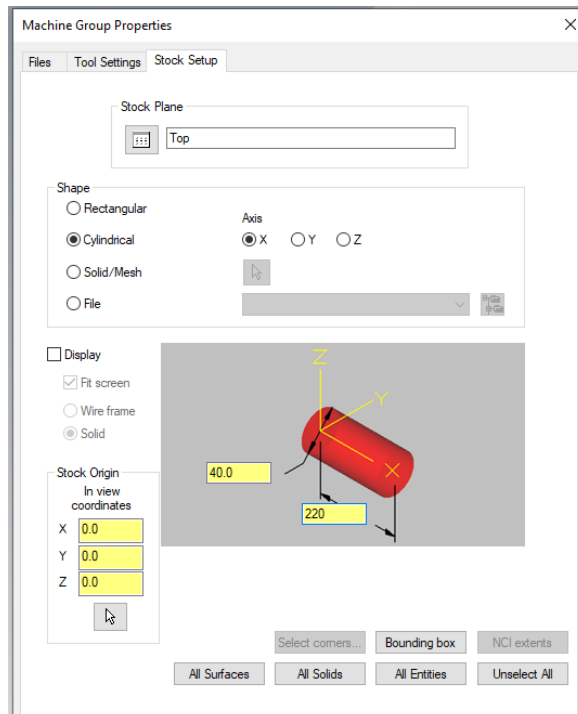 Machine Group Properties
Files Tool Settings Stock Setup
Stock Plane
Top
Shape
Rectangular
Axis
Cylindrical X Y Z
Solid/Mesh
File
Display
Fit screen
Wire frame
Solid
Z
Y
X
40.0
220
Stock Origin
In view
coordinates
X 0.0
Y 0.0
Z 0.0
Select corners... Bounding box NCI extents
All Surfaces All Solids All Entities Unselect All